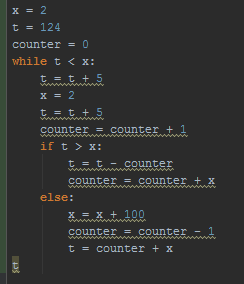 x = 2
t = 124
counter = 0
while t < x:
    t = t + 5
    x = 2
    t = t + 5
    counter = counter + 1
    if t > x:
        t = t - counter
        counter = counter + x
    else:
        x = x + 100
        counter = counter - 1
        t = counter + x
t